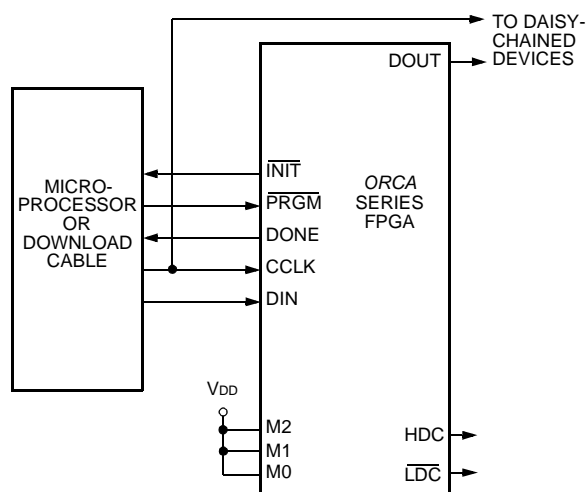 TO DAISY-
CHAINED
DEVICES
DOUT
MICRO-
PROCESSOR
OR
DOWNLOAD
CABLE
INIT
PRGM
DONE
CCLK
DIN
ORCA
SERIES
FPGA
VDD
M2
M1
M0
HDC
LDC